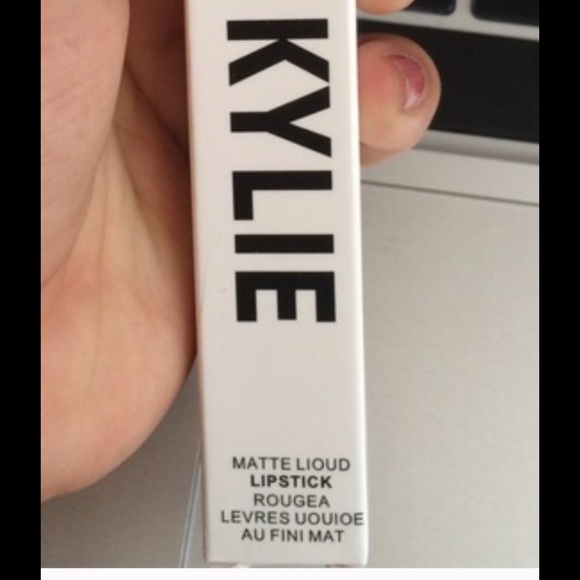 KYLIE
MATTE LIOUD
LIPSTICK
ROUGEA
LEVRES UOUIOE
AU FINI MAT